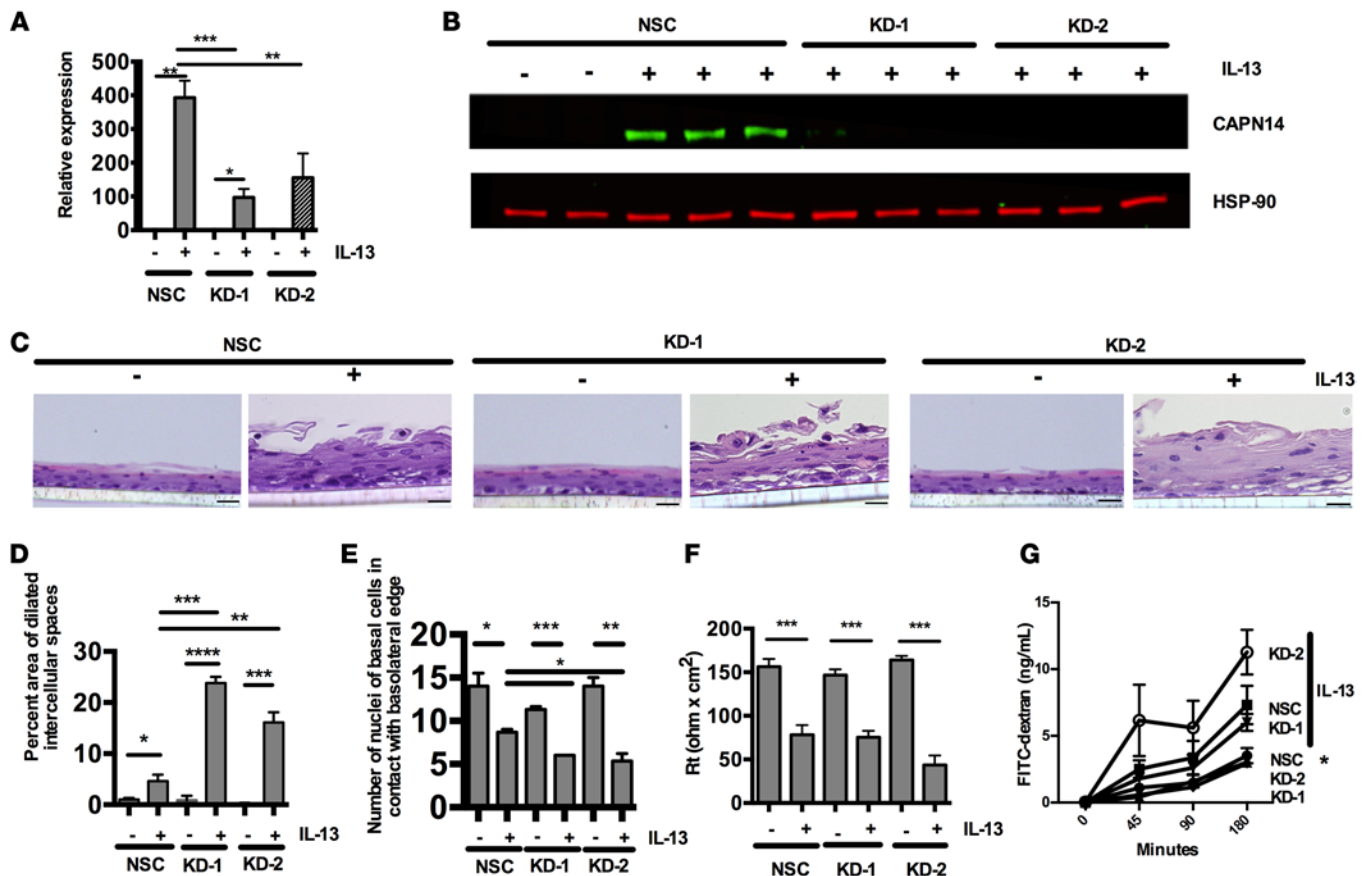 A
Relative expression
500
400
300
200
100
0
***
**
**
*
- + - + - + IL-13
NSC KD-1 KD-2
B
NSC KD-1 KD-2
- - + + + + + + + + + IL-13
CAPN14
HSP-90
C
NSC KD-1 KD-2
- + - + - + IL-13
D
Percent area of dilated
intercellular spaces
30
20
10
0
***
**
****
***
*
- + - + - + IL-13
NSC KD-1 KD-2
E
Number of nuclei of basal cells in
contact with basolateral edge
20
15
10
5
0
* *** **
*
- + - + - + IL-13
NSC KD-1 KD-2
F
Rt (ohm x cm²)
200
150
100
50
0
*** *** ***
- + - + - + IL-13
NSC KD-1 KD-2
G
FITC-dextran (ng/mL)
15
10
5
0
0 45 90 180
Minutes
KD-2
NSC
KD-1
IL-13
NSC *
KD-2
KD-1